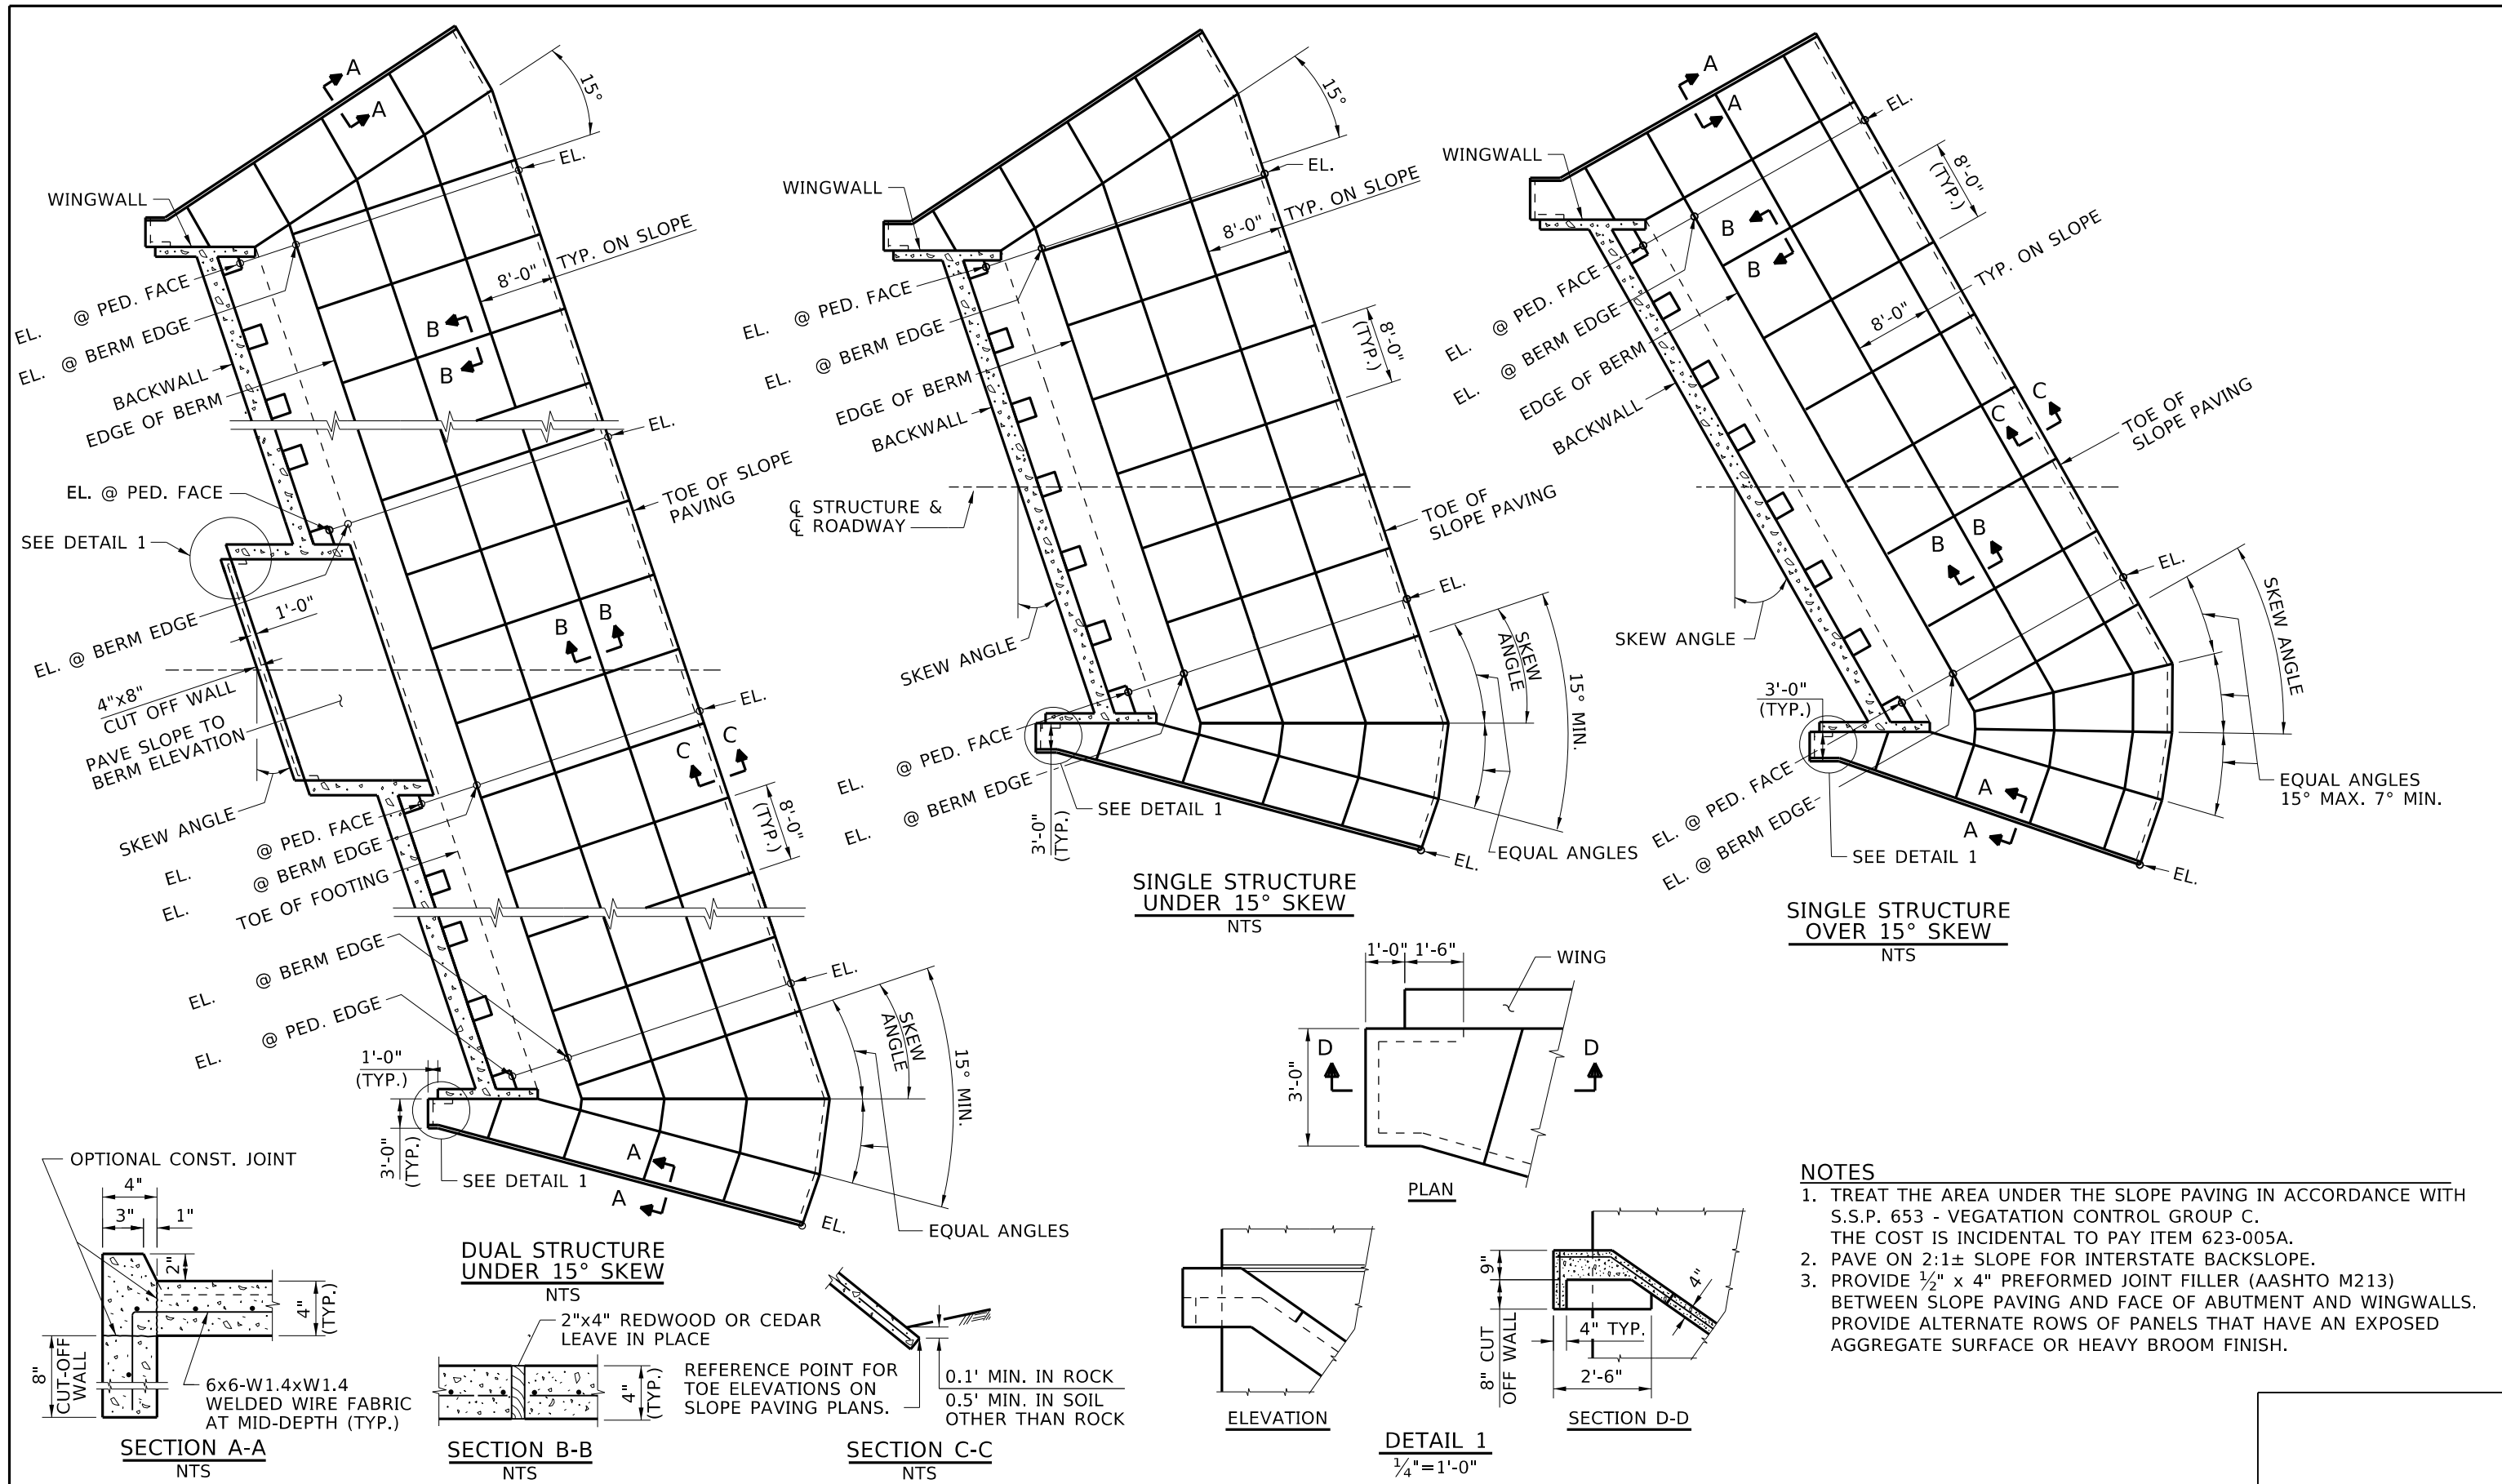 A
A
15°
EL.
WINGWALL
8'-0" TYP. ON SLOPE
EL. @ PED. FACE
EL. @ BERM EDGE
B
B
BACKWALL
EDGE OF BERM
EL.
EL. @ PED. FACE
TOE OF SLOPE
PAVING
SEE DETAIL 1
1'-0"
B
B
EL. @ BERM EDGE
4"x8"
CUT OFF WALL
PAVE SLOPE TO
BERM ELEVATION
EL.
C
C
SKEW ANGLE
8'-0"
(TYP.)
EL. @ PED. FACE
EL. @ BERM EDGE
TOE OF FOOTING
EL. @ BERM EDGE
EL.
EL. @ PED. EDGE
SKEW
ANGLE
15° MIN.
1'-0"
(TYP.)
3'-0"
(TYP.)
SEE DETAIL 1
A
A
EL.
EQUAL ANGLES
DUAL STRUCTURE
UNDER 15° SKEW
NTS
15°
WINGWALL
EL.
8'-0" TYP. ON SLOPE
EL. @ PED. FACE
EL. @ BERM EDGE
8'-0"
(TYP.)
EDGE OF BERM
BACKWALL
℄ STRUCTURE &
℄ ROADWAY
TOE OF
SLOPE PAVING
EL.
SKEW ANGLE
SKEW
ANGLE
15° MIN.
EL. @ PED. FACE
EL. @ BERM EDGE
3'-0"
(TYP.)
SEE DETAIL 1
EQUAL ANGLES
EL.
SINGLE STRUCTURE
UNDER 15° SKEW
NTS
A
A
WINGWALL
EL.
8'-0"
(TYP.)
B
B
8'-0" TYP. ON SLOPE
EL. @ PED. FACE
EL. @ BERM EDGE
EDGE OF BERM
BACKWALL
C
C
TOE OF
SLOPE PAVING
B
B
EL.
SKEW ANGLE
SKEW ANGLE
3'-0"
(TYP.)
EL. @ PED. FACE
EL. @ BERM EDGE
A
A
EQUAL ANGLES
15° MAX. 7° MIN.
SEE DETAIL 1
EL.
SINGLE STRUCTURE
OVER 15° SKEW
NTS
1'-0" 1'-6"
WING
3'-0"
D
D
PLAN
OPTIONAL CONST. JOINT
4"
3"
1"
2"
4"
(TYP.)
8"
CUT-OFF
WALL
6x6-W1.4xW1.4
WELDED WIRE FABRIC
AT MID-DEPTH (TYP.)
SECTION A-A
NTS
2"x4" REDWOOD OR CEDAR
LEAVE IN PLACE
4"
(TYP.)
SECTION B-B
NTS
REFERENCE POINT FOR
TOE ELEVATIONS ON
SLOPE PAVING PLANS.
0.1' MIN. IN ROCK
0.5' MIN. IN SOIL
OTHER THAN ROCK
SECTION C-C
NTS
ELEVATION
9"
8" CUT
OFF WALL
4"
4" TYP.
2'-6"
SECTION D-D
DETAIL 1
¼"=1'-0"
NOTES
1. TREAT THE AREA UNDER THE SLOPE PAVING IN ACCORDANCE WITH
S.S.P. 653 - VEGATATION CONTROL GROUP C.
THE COST IS INCIDENTAL TO PAY ITEM 623-005A.
2. PAVE ON 2:1± SLOPE FOR INTERSTATE BACKSLOPE.
3. PROVIDE ½" x 4" PREFORMED JOINT FILLER (AASHTO M213)
BETWEEN SLOPE PAVING AND FACE OF ABUTMENT AND WINGWALLS.
PROVIDE ALTERNATE ROWS OF PANELS THAT HAVE AN EXPOSED
AGGREGATE SURFACE OR HEAVY BROOM FINISH.